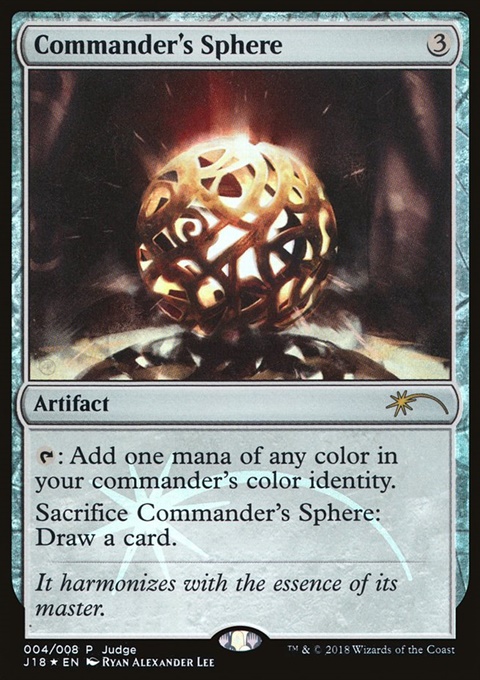 Commander's Sphere 3
Artifact
: Add one mana of any color in
your commander's color identity.
Sacrifice Commander's Sphere:
Draw a card.
It harmonizes with the essence of its
master.
004/008 P Judge
J18 ★ EN Ryan Alexander Lee
™ & © 2018 Wizards of the Coast